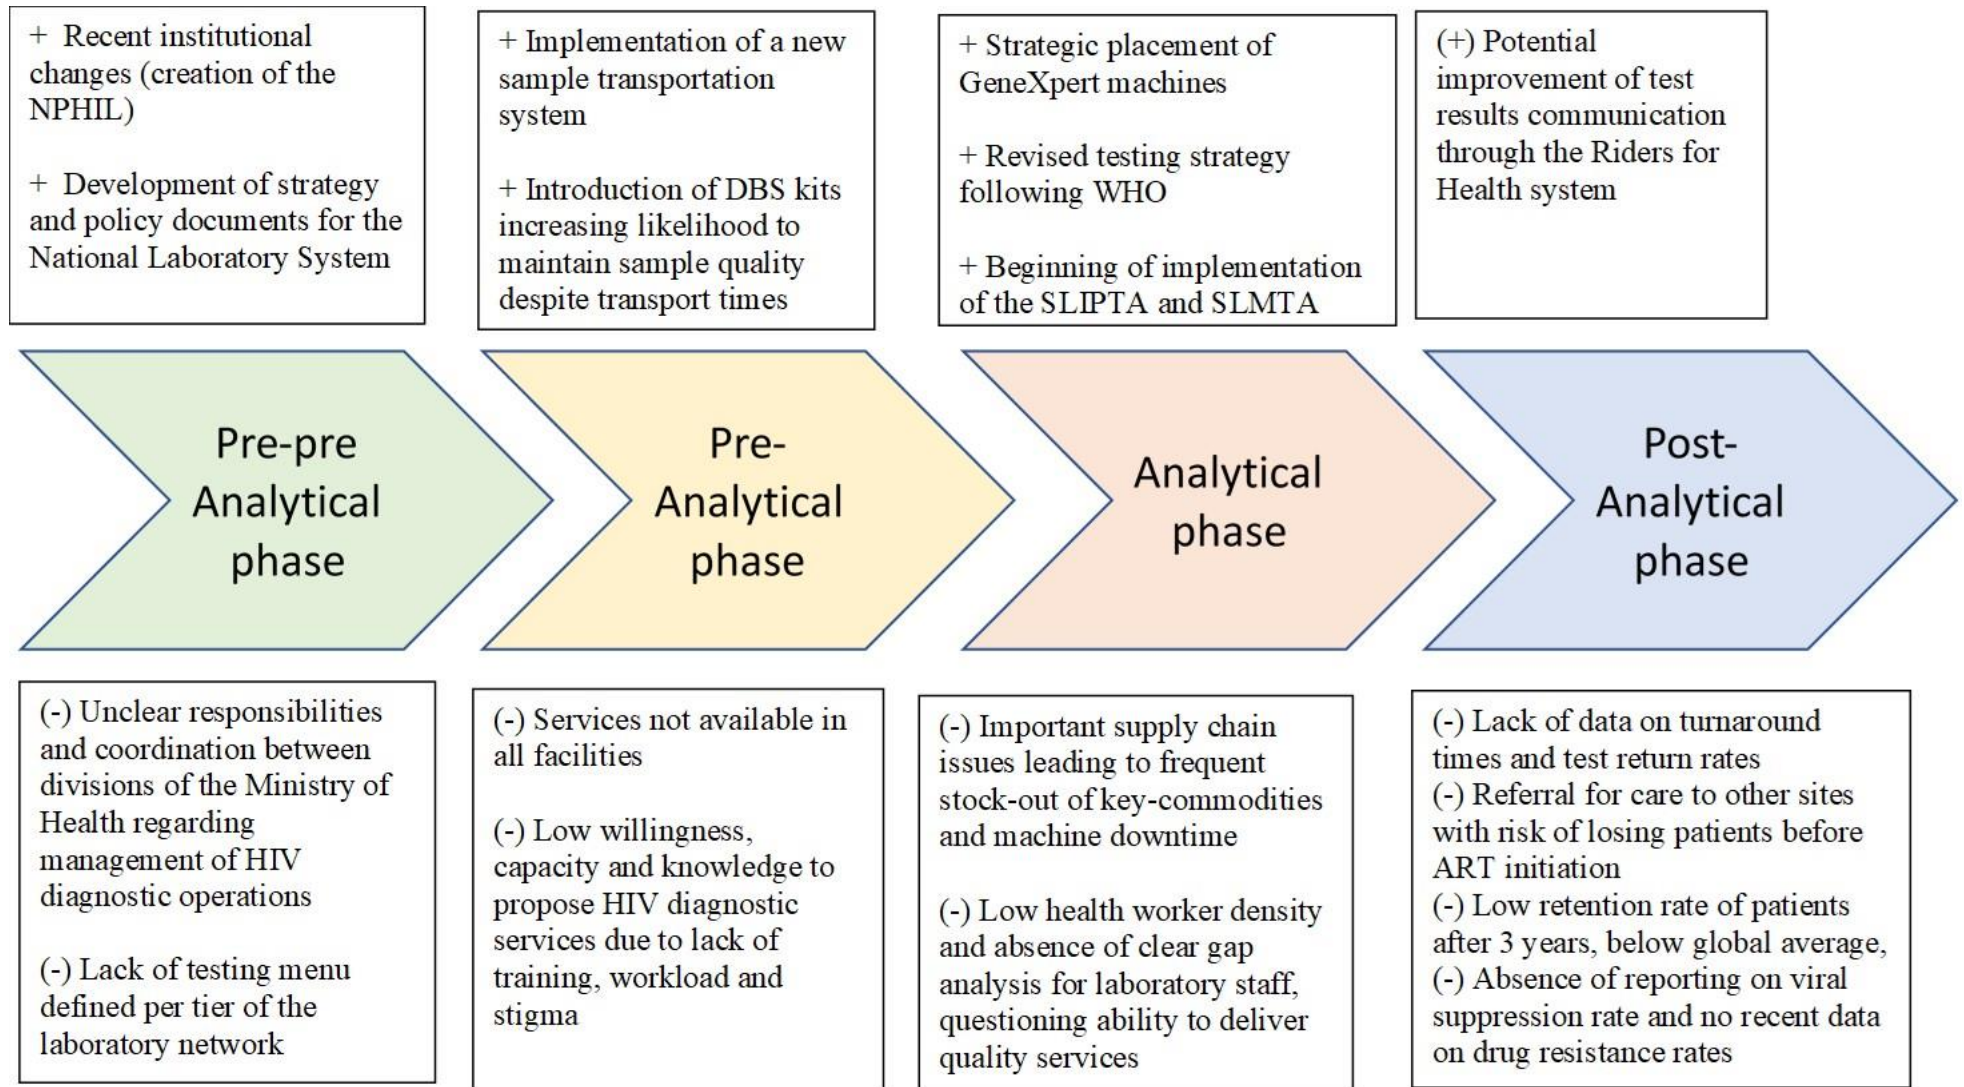 + Recent institutional
changes (creation of the
NPHIL)
+ Development of strategy
and policy documents for the
National Laboratory System
+ Implementation of a new
sample transportation
system
+ Introduction of DBS kits
increasing likelihood to
maintain sample quality
despite transport times
+ Strategic placement of
GeneXpert machines
+ Revised testing strategy
following WHO
+ Beginning of implementation
of the SLIPTA and SLMTA
(+) Potential
improvement of test
results communication
through the Riders for
Health system
Pre-pre
Analytical
phase
Pre-
Analytical
phase
Analytical
phase
Post-
Analytical
phase
(-) Unclear responsibilities
and coordination between
divisions of the Ministry of
Health regarding
management of HIV
diagnostic operations
(-) Lack of testing menu
defined per tier of the
laboratory network
(-) Services not available in
all facilities
(-) Low willingness,
capacity and knowledge to
propose HIV diagnostic
services due to lack of
training, workload and
stigma
(-) Important supply chain
issues leading to frequent
stock-out of key-commodities
and machine downtime
(-) Low health worker density
and absence of clear gap
analysis for laboratory staff,
questioning ability to deliver
quality services
(-) Lack of data on turnaround
times and test return rates
(-) Referral for care to other sites
with risk of losing patients before
ART initiation
(-) Low retention rate of patients
after 3 years, below global average,
(-) Absence of reporting on viral
suppression rate and no recent data
on drug resistance rates